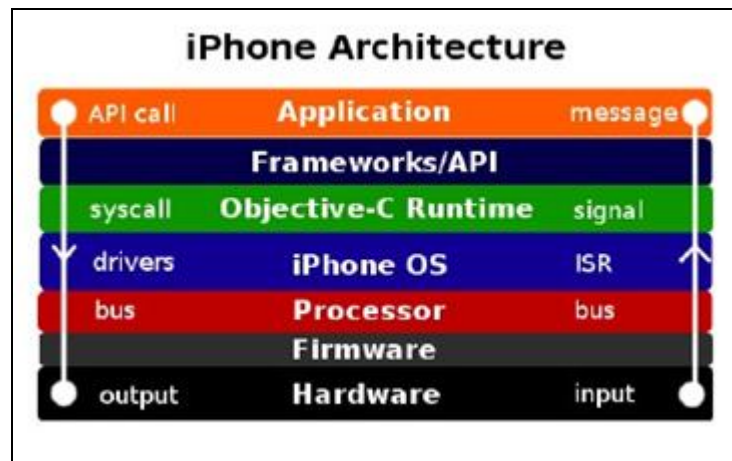 iPhone Architecture
API call Application message
Frameworks/API
syscall Objective-C Runtime signal
drivers iPhone OS ISR
bus Processor bus
Firmware
output Hardware input